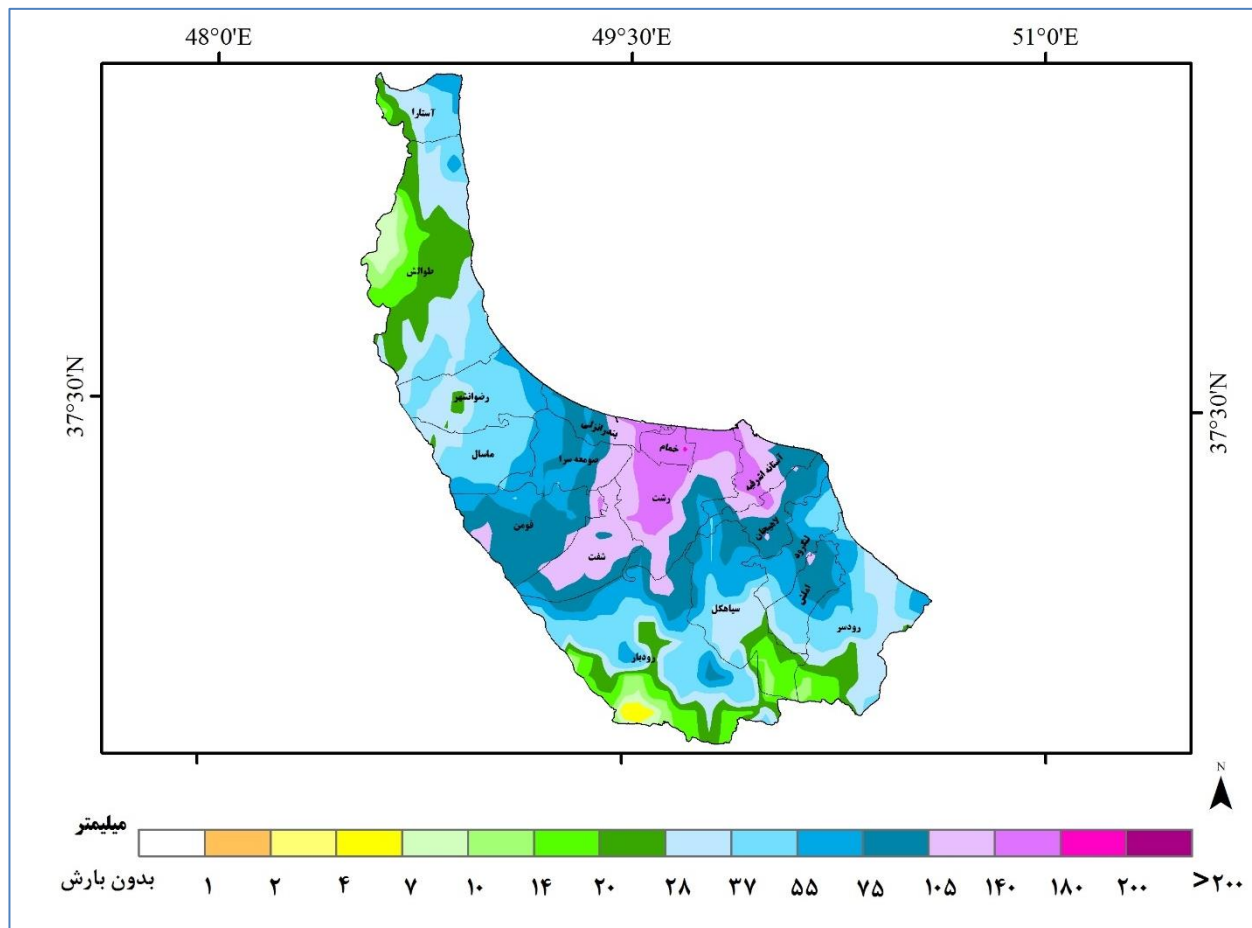 48°0'E 49°30'E 51°0'E
37°30'N 37°30'N
آستارا
طوالش
رضوانشهر
ماسال
بندرانزلی
خمام
صومعه سرا
آستانه اشرفیه
رشت
فومن
لاهیجان
لنگرود
شفت
املش
سیاهکل
رودسر
رودبار
N
میلیمتر
بدون بارش ۱ ۲ ۴ ۷ ۱۰ ۱۴ ۲۰ ۲۸ ۳۷ ۵۵ ۷۵ ۱۰۵ ۱۴۰ ۱۸۰ ۲۰۰ >۲۰۰